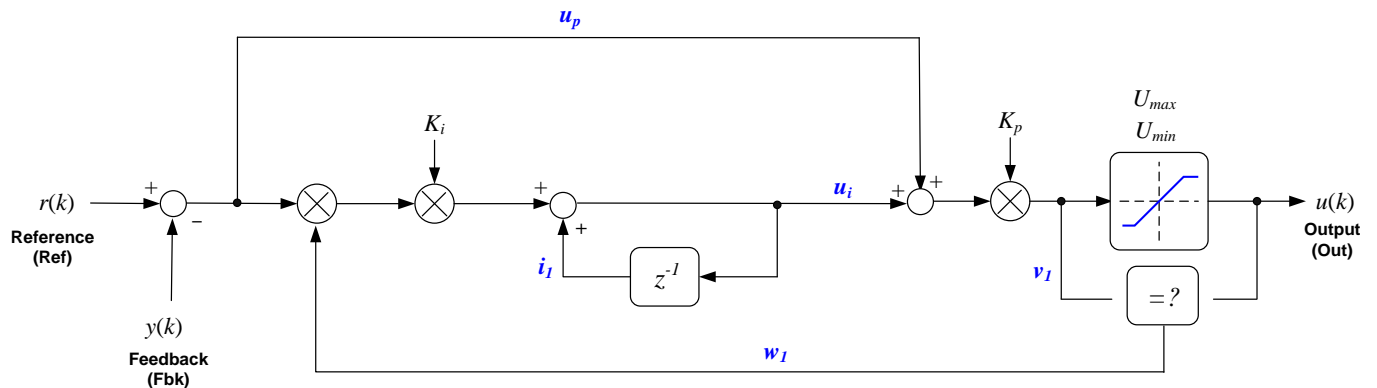 u_p
U_max
U_min
K_i
K_p
+
r(k)
−
Reference
(Ref)
+
+
u_i
+
+
u(k)
Output
(Out)
i_1
z^-1
v_1
=?
y(k)
Feedback
(Fbk)
w_1